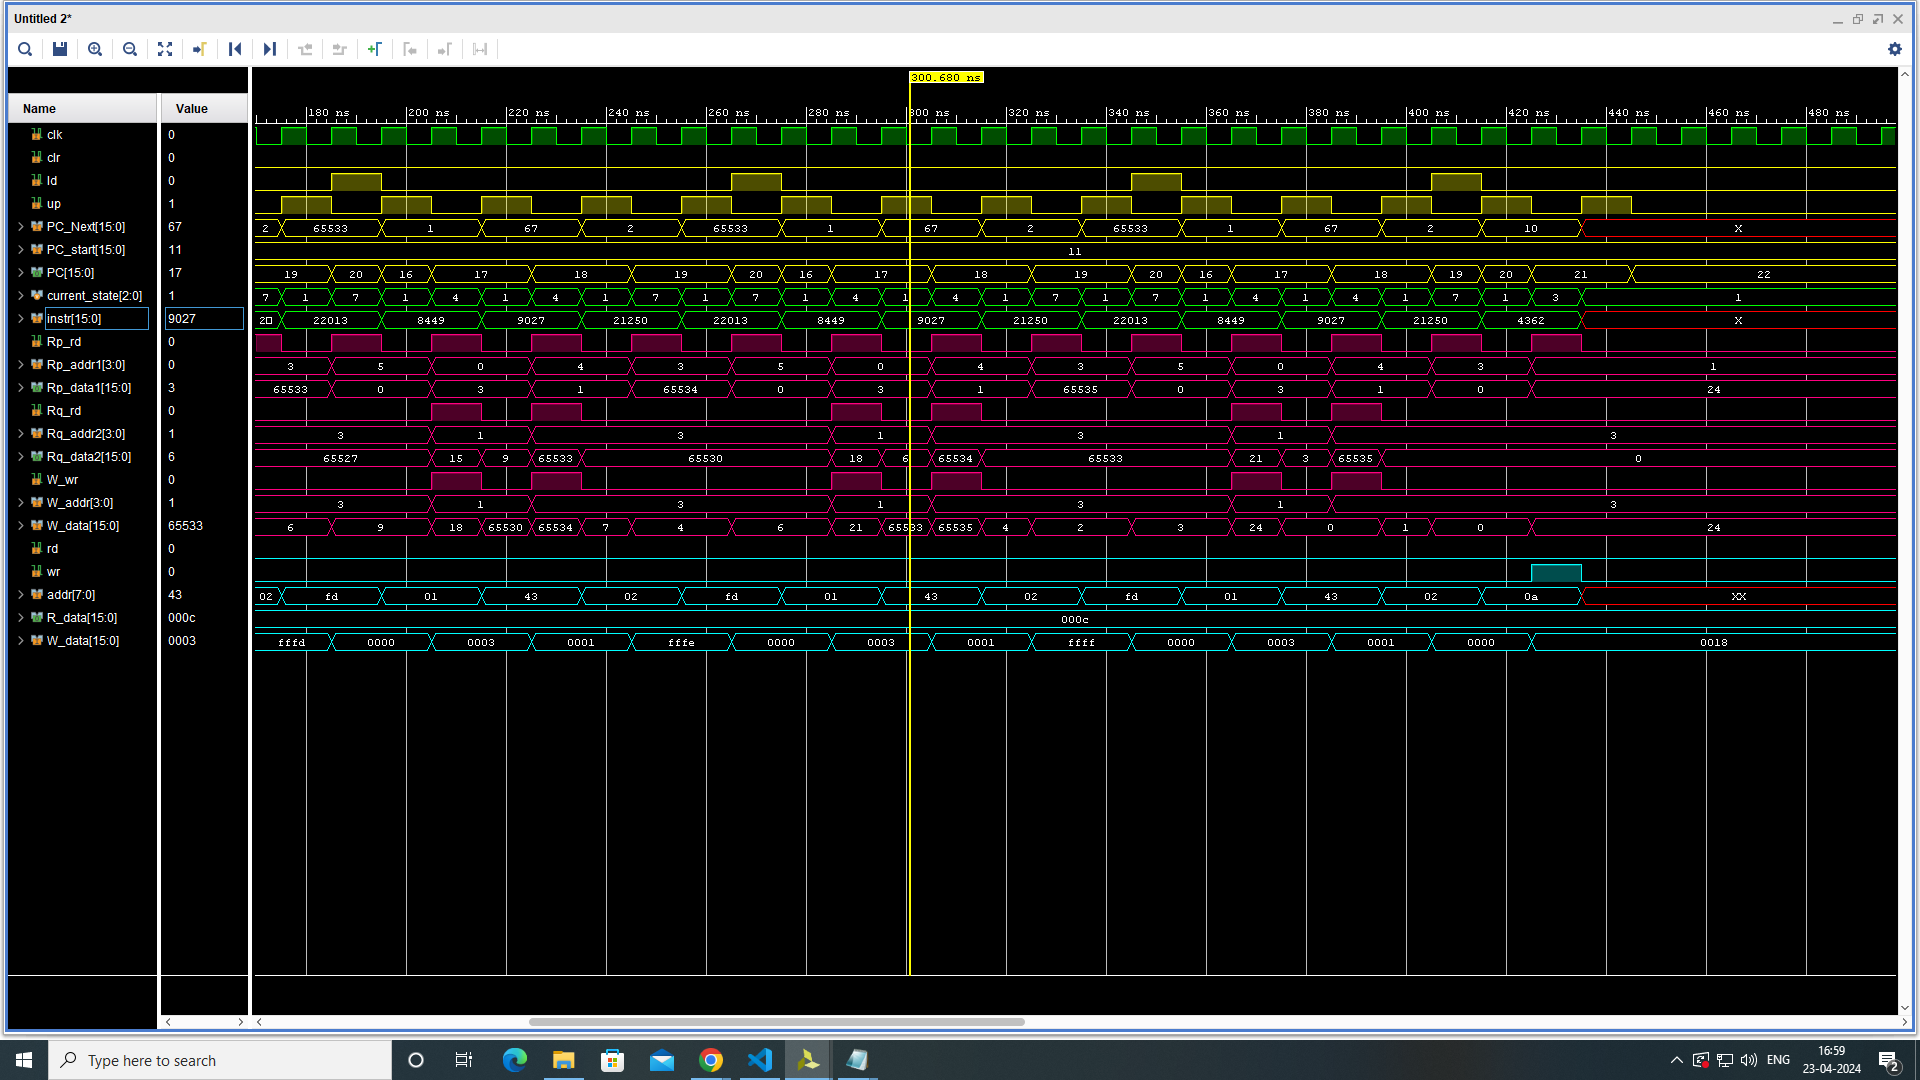 Untitled 2*
300.680 ns
Name Value
180 ns 200 ns 220 ns 240 ns 260 ns 280 ns 300 ns 320 ns 340 ns 360 ns 380 ns 400 ns 420 ns 440 ns 460 ns 480 ns
clk 0
clr 0
ld 0
up 1
PC_Next[15:0] 67 2 65533 1 67 2 65533 1 67 2 65533 1 67 2 10 X
PC_start[15:0] 11 11
PC[15:0] 17 19 20 16 17 18 19 20 16 17 18 19 20 16 17 18 19 20 21 22
current_state[2:0] 1 7 1 7 1 4 1 4 1 7 1 7 1 4 1 4 1 7 1 7 1 4 1 4 1 7 1 3 1
instr[15:0] 9027 22013 8449 9027 21250 22013 8449 9027 21250 22013 8449 9027 21250 4362 X
Rp_rd 0
Rp_addr1[3:0] 0 3 5 0 4 3 5 0 4 3 5 0 4 3 1
Rp_data1[15:0] 3 65533 0 3 1 65534 0 3 1 65535 0 3 1 0 24
Rq_rd 0
Rq_addr2[3:0] 1 3 1 3 1 3 1 3
Rq_data2[15:0] 6 65527 15 9 65533 65530 18 6 65534 65533 21 3 65535 0
W_wr 0
W_addr[3:0] 1 3 1 3 1 3 1 3
W_data[15:0] 65533 6 9 18 65530 65534 7 4 6 21 65533 65535 4 2 3 24 0 1 0 24
rd 0
wr 0
addr[7:0] 43 02 fd 01 43 02 fd 01 43 02 fd 01 43 02 0a XX
R_data[15:0] 000c 000c
W_data[15:0] 0003 fffd 0000 0003 0001 fffe 0000 0003 0001 ffff 0000 0003 0001 0000 0018
Type here to search
ENG
16:59
23-04-2024
2